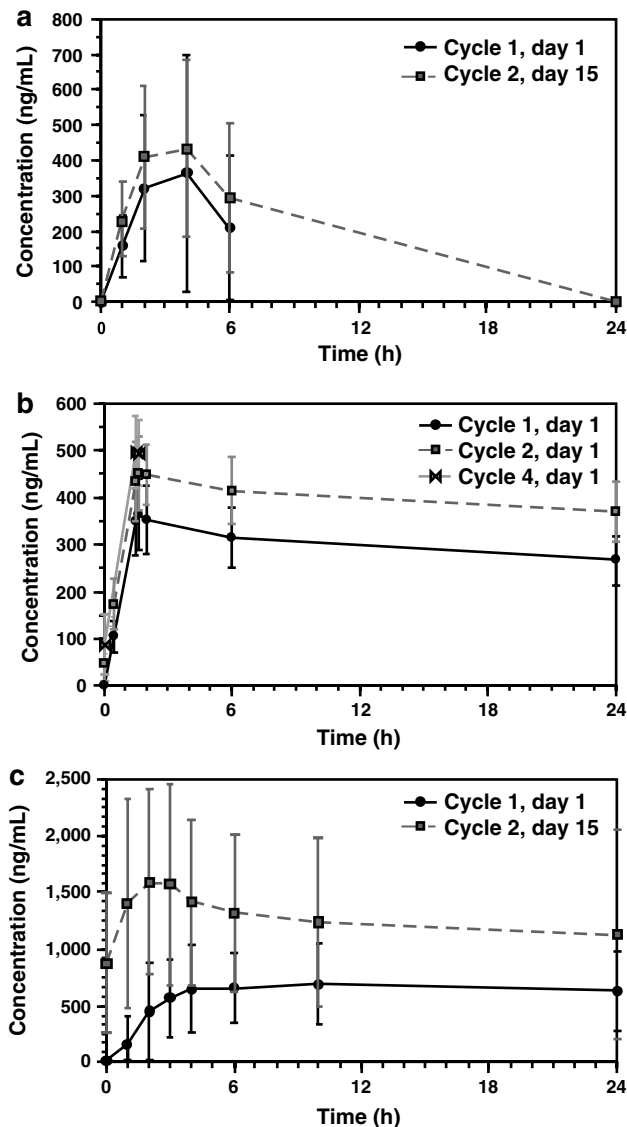 a
800
700
600
500
400
300
200
100
0
Concentration (ng/mL)
Cycle 1, day 1
Cycle 2, day 15
0 6 12 18 24
Time (h)
b
600
500
400
300
200
100
0
Concentration (ng/mL)
Cycle 1, day 1
Cycle 2, day 1
Cycle 4, day 1
0 6 12 18 24
Time (h)
c
2,500
2,000
1,500
1,000
500
0
Concentration (ng/mL)
Cycle 1, day 1
Cycle 2, day 15
0 6 12 18 24
Time (h)